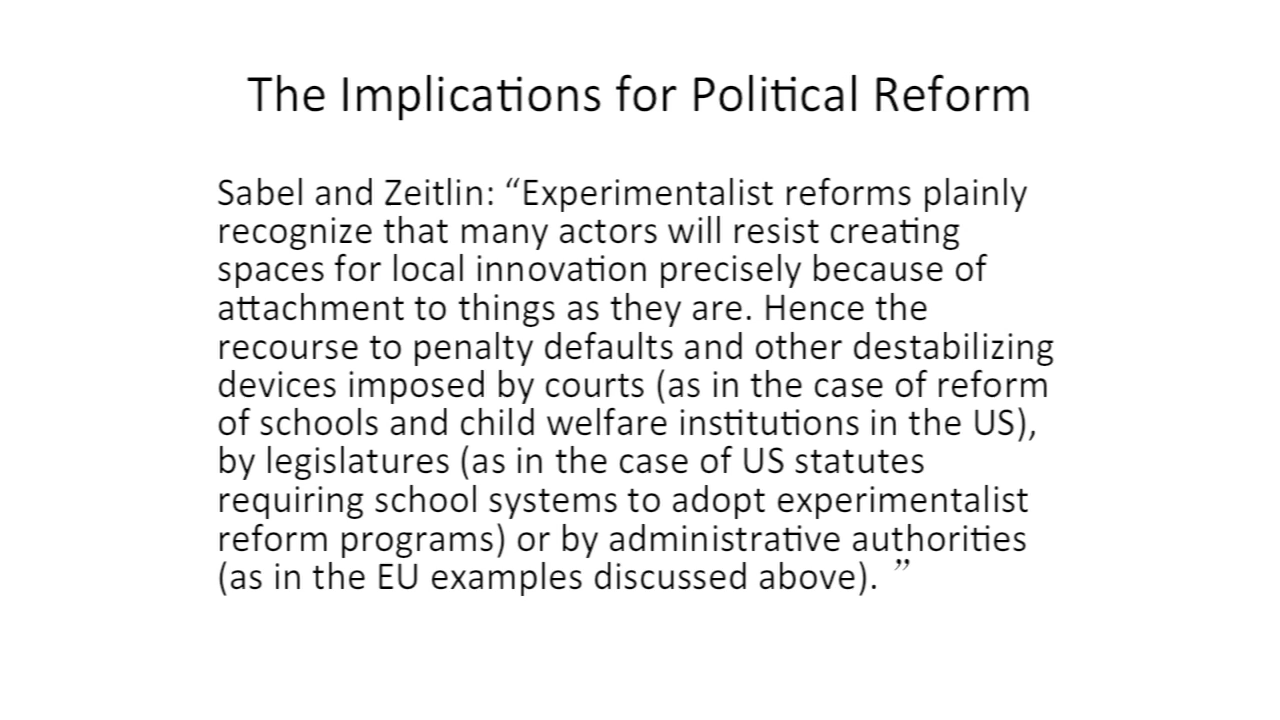 The Implications for Political Reform
Sabel and Zeitlin: “Experimentalist reforms plainly
recognize that many actors will resist creating
spaces for local innovation precisely because of
attachment to things as they are. Hence the
recourse to penalty defaults and other destabilizing
devices imposed by courts (as in the case of reform
of schools and child welfare institutions in the US),
by legislatures (as in the case of US statutes
requiring school systems to adopt experimentalist
reform programs) or by administrative authorities
(as in the EU examples discussed above). ”